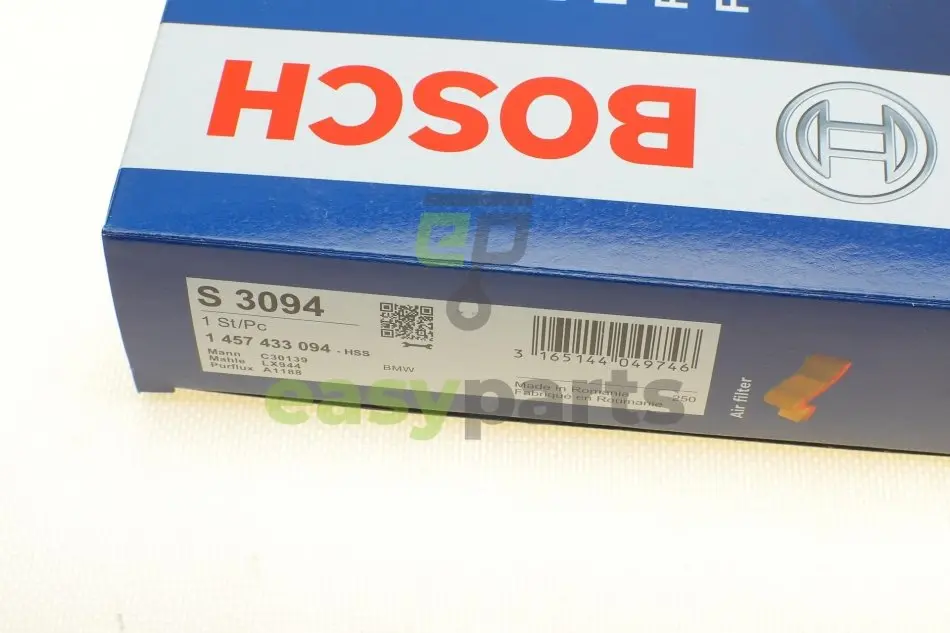 BOSCH
S 3094
1 St/Pc
1 457 433 094 - HSS
Mann C30139
Mahle LX944
Purflux A1188
BMW
3 165144 049746
Made in Romania
Fabriqué en Roumanie 250
Air filter
easyparts